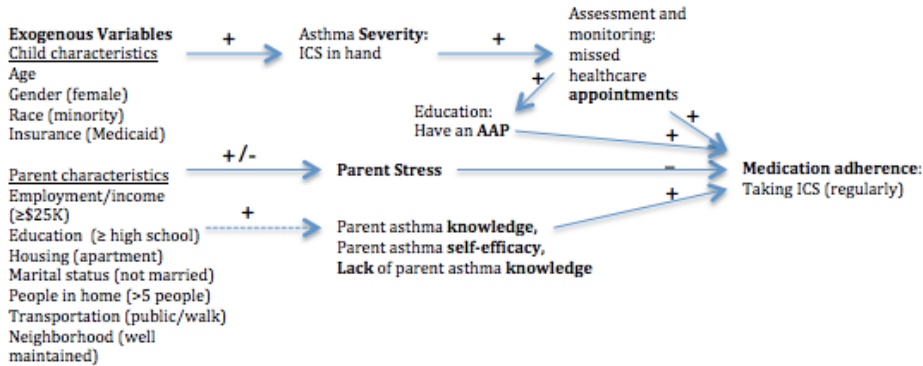 Exogenous Variables
Child characteristics
Age
Gender (female)
Race (minority)
Insurance (Medicaid)
Parent characteristics
Employment/income
(≥$25K)
Education (≥ high school)
Housing (apartment)
Marital status (not married)
People in home (>5 people)
Transportation (public/walk)
Neighborhood (well
maintained)
+
Asthma Severity:
ICS in hand
+
Assessment and
monitoring:
missed
healthcare
appointments
+
Education:
Have an AAP
+
+
+/-
Parent Stress
–
Medication adherence:
Taking ICS (regularly)
+
+
Parent asthma knowledge,
Parent asthma self-efficacy,
Lack of parent asthma knowledge